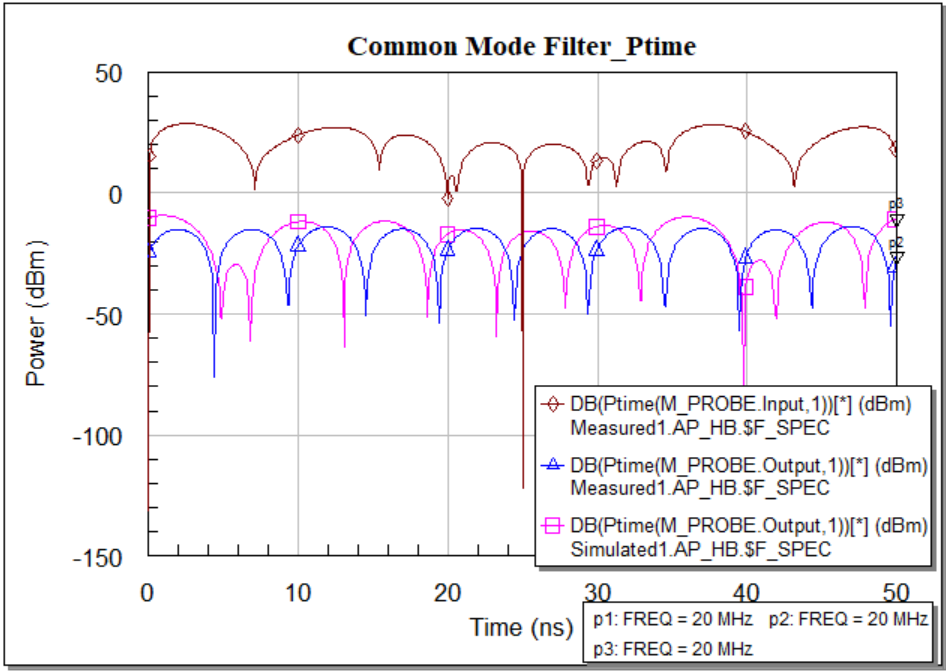 Common Mode Filter_Ptime
50
0
-50
-100
-150
Power (dBm)
p3
p2
DB(Ptime(M_PROBE.Input,1))[*] (dBm)
Measured1.AP_HB.$F_SPEC
DB(Ptime(M_PROBE.Output,1))[*] (dBm)
Measured1.AP_HB.$F_SPEC
DB(Ptime(M_PROBE.Output,1))[*] (dBm)
Simulated1.AP_HB.$F_SPEC
0 10 20 30 40 50
Time (ns)
p1: FREQ = 20 MHz p2: FREQ = 20 MHz
p3: FREQ = 20 MHz